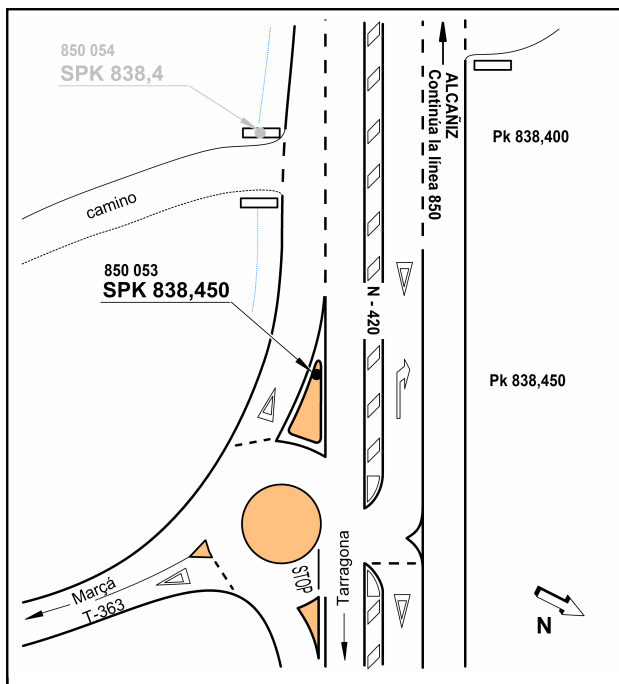 850 054
SPK 838,4
ALCAÑIZ
Continúa la línea 850
Pk 838,400
camino
850 053
SPK 838,450
N - 420
Pk 838,450
STOP
Tarragona
Marçá
T-363
N